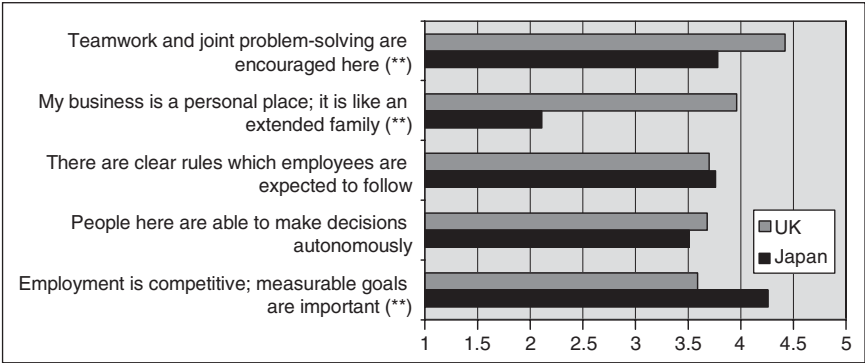 Teamwork and joint problem-solving are
encouraged here (**)
My business is a personal place; it is like an
extended family (**)
There are clear rules which employees are
expected to follow
People here are able to make decisions
autonomously
Employment is competitive; measurable goals
are important (**)
UK
Japan
1 1.5 2 2.5 3 3.5 4 4.5 5